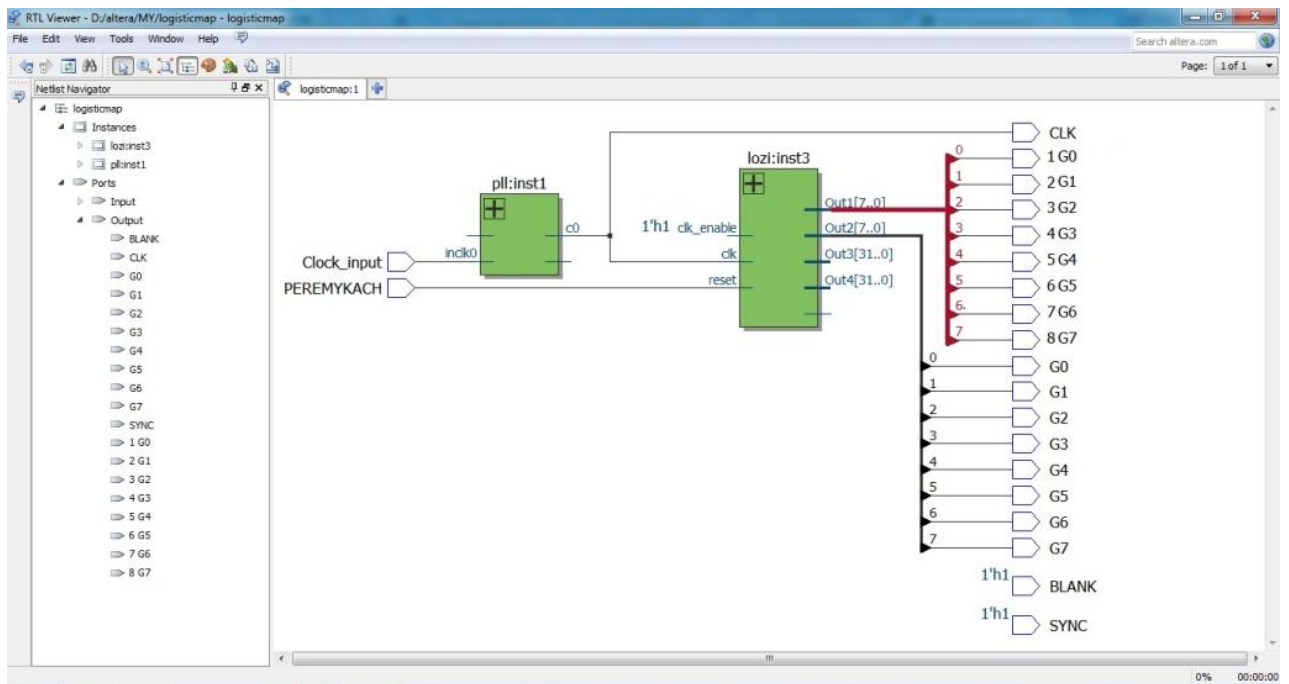 RTL Viewer - D:/altera/MY/logisticmap - logisticmap
File Edit View Tools Window Help
Search altera.com
Page: 1 of 1
Netlist Navigator
logisticmap:1
logisticmap
Instances
lozi:inst3
pll:inst1
Ports
Input
Output
BLANK
CLK
G0
G1
G2
G3
G4
G5
G6
G7
SYNC
1 G0
2 G1
3 G2
4 G3
5 G4
6 G5
7 G6
8 G7
Clock_input
PEREMYKACH
pll:inst1
inclk0
c0
lozi:inst3
1'h1 clk_enable
clk
reset
Out1[7..0]
Out2[7..0]
Out3[31..0]
Out4[31..0]
CLK
0 1 G0
1 2 G1
2 3 G2
3 4 G3
4 5 G4
5 6 G5
6 7 G6
7 8 G7
0 G0
1 G1
2 G2
3 G3
4 G4
5 G5
6 G6
7 G7
1'h1 BLANK
1'h1 SYNC
0% 00:00:00